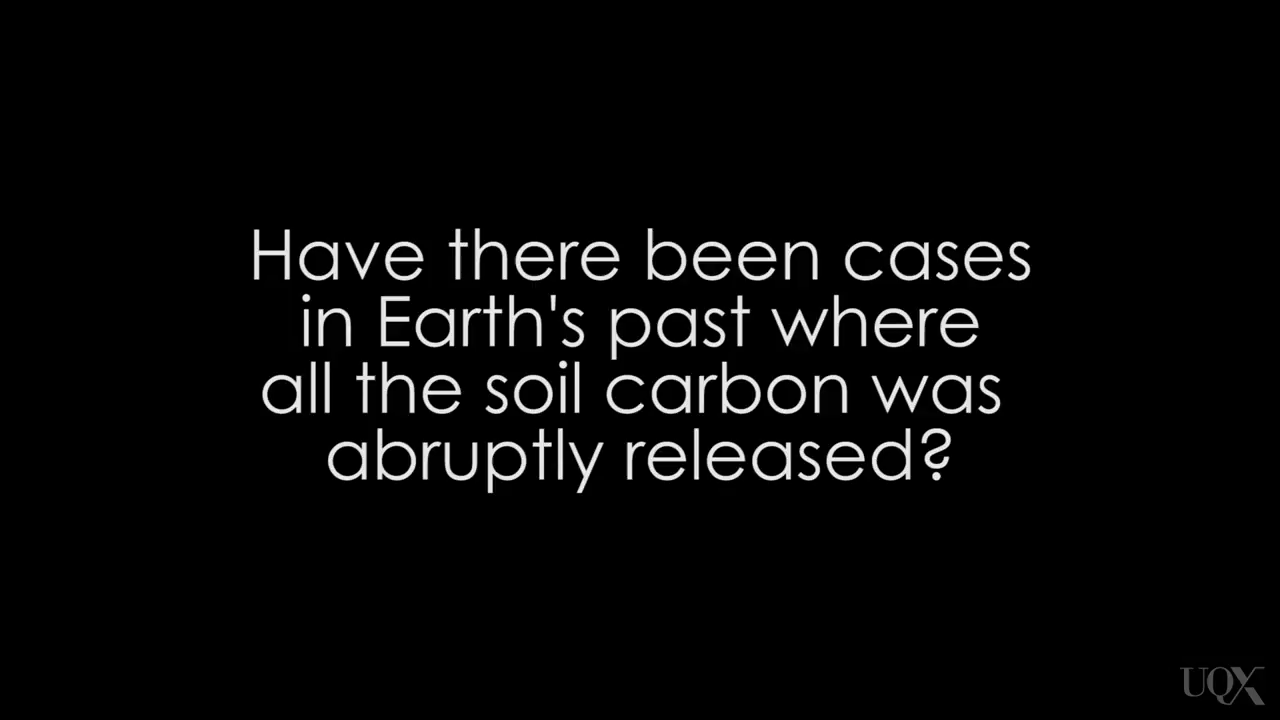 Have there been cases
in Earth's past where
all the soil carbon was
abruptly released?
UQX